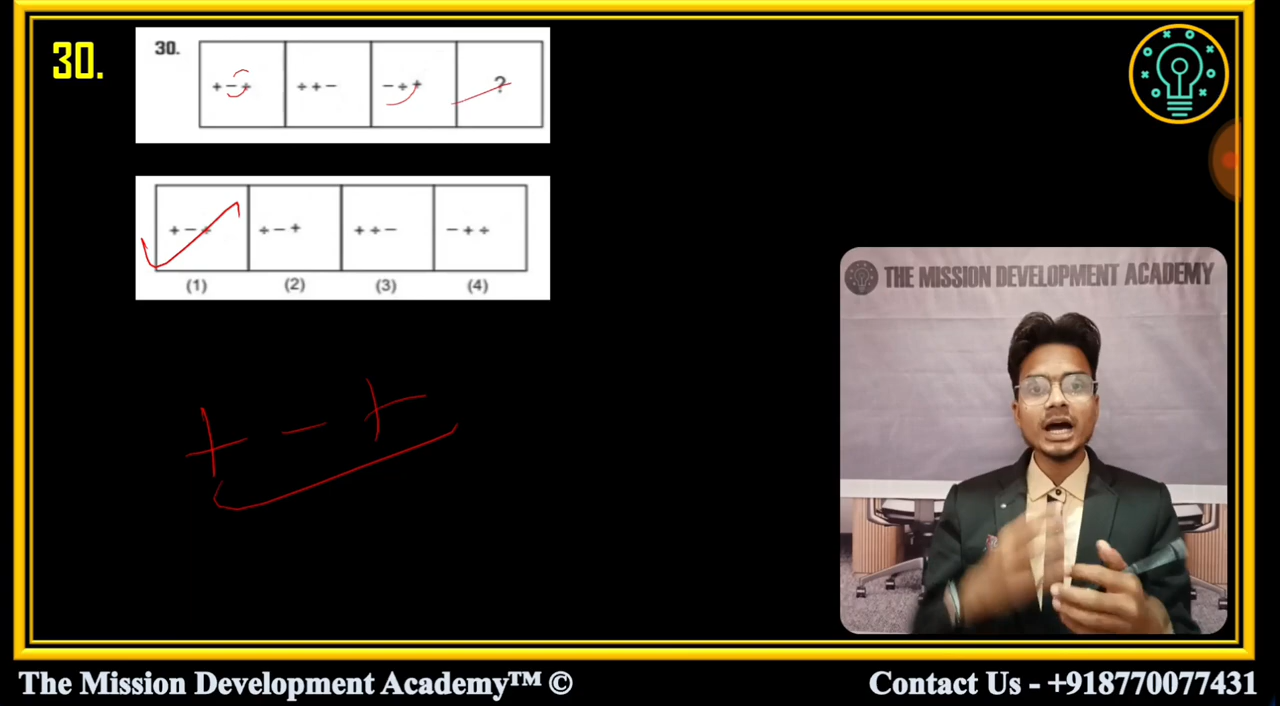 30.
30.
+ − ÷ ÷ + − − ÷ + ?
+ − ÷ ÷ − + + ÷ − − + ÷
(1) (2) (3) (4)
+ − +
THE MISSION DEVELOPMENT ACADEMY
The Mission Development Academy™ © Contact Us - +918770077431